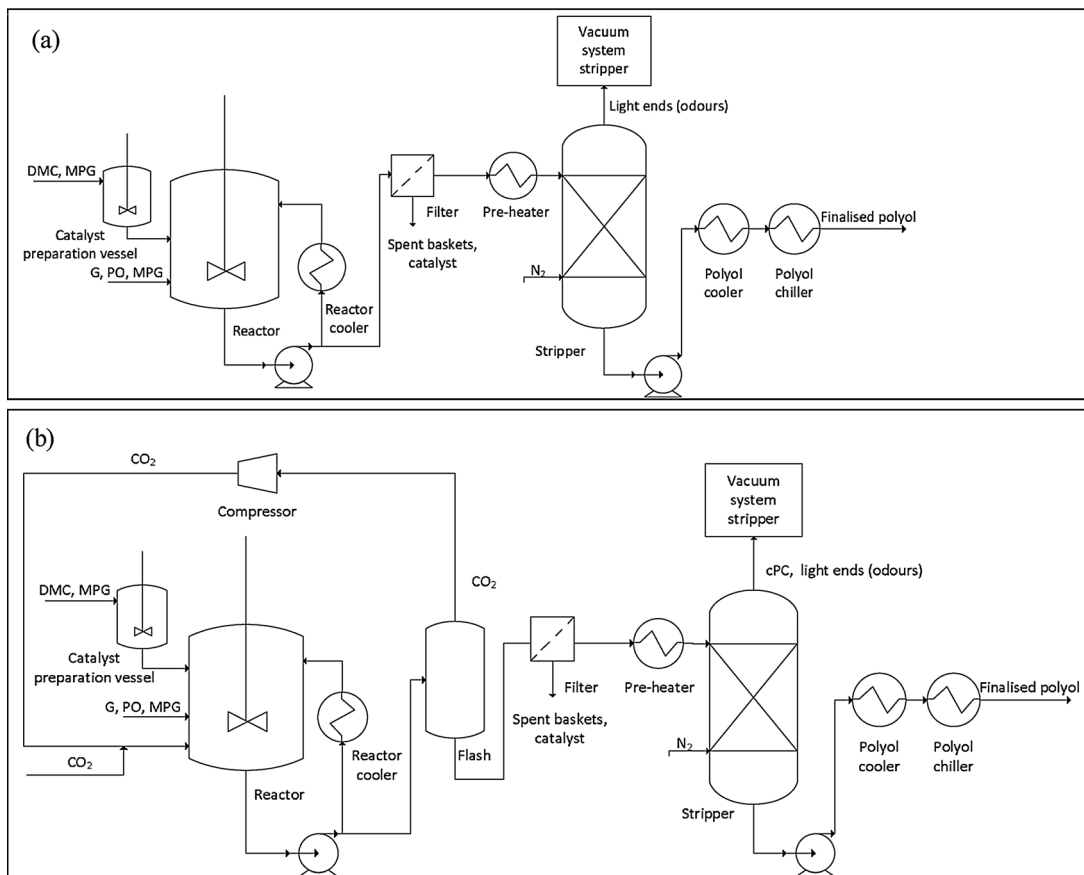 (a)
Vacuum
system
stripper
Light ends (odours)
DMC, MPG
Catalyst
preparation vessel
G, PO, MPG
Reactor
Reactor
cooler
Filter
Spent baskets,
catalyst
Pre-heater
N2
Stripper
Polyol
cooler
Polyol
chiller
Finalised polyol
(b)
CO2
Compressor
CO2
Vacuum
system
stripper
cPC, light ends (odours)
DMC, MPG
Catalyst
preparation vessel
G, PO, MPG
CO2
Reactor
Reactor
cooler
Flash
Filter
Spent baskets,
catalyst
Pre-heater
N2
Stripper
Polyol
cooler
Polyol
chiller
Finalised polyol